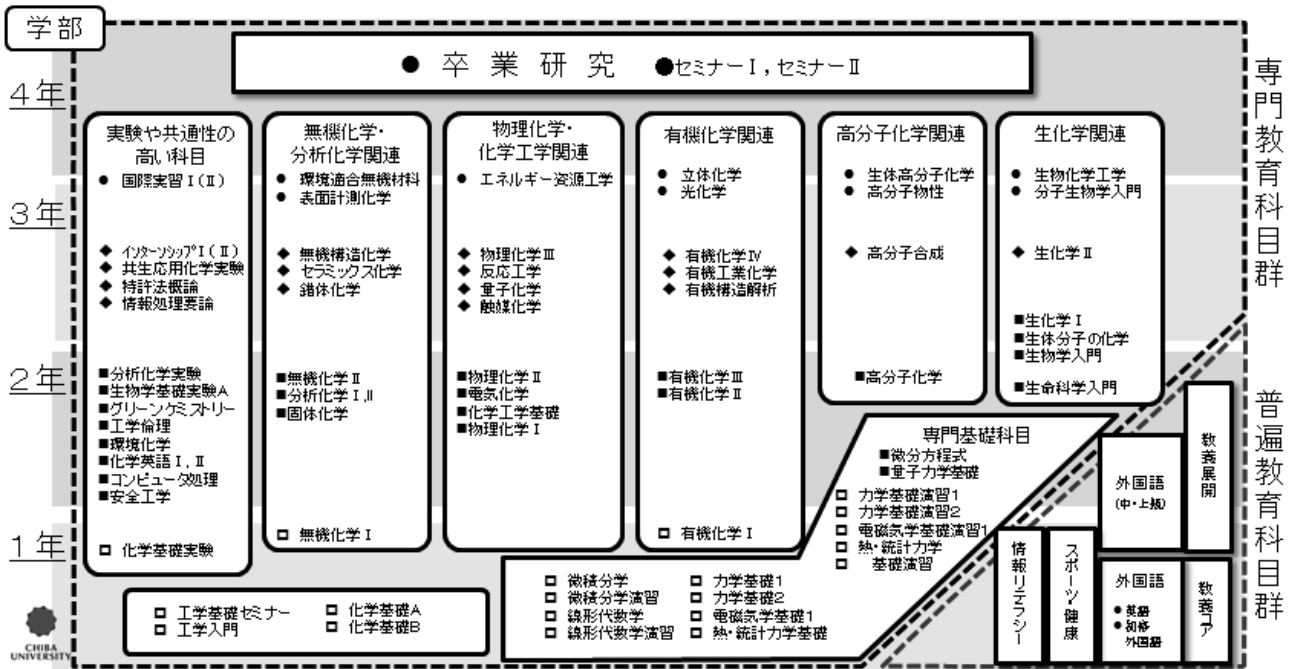 学部
● 卒業研究 ●セミナーⅠ,セミナーⅡ
4年
3年
2年
1年
実験や共通性の
高い科目
● 国際実習Ⅰ(Ⅱ)
◆ インターンシップⅠ(Ⅱ)
◆ 共生応用化学実験
◆ 特許法概論
◆ 情報処理要論
■分析化学実験
■生物学基礎実験A
■グリーンケミストリー
■工学倫理
■環境化学
■化学英語Ⅰ,Ⅱ
■コンピュータ処理
■安全工学
□ 化学基礎実験
無機化学・
分析化学関連
● 環境適合無機材料
● 表面計測化学
◆ 無機構造化学
◆ セラミックス化学
◆ 錯体化学
■無機化学Ⅱ
■分析化学Ⅰ,Ⅱ
■固体化学
□ 無機化学Ⅰ
物理化学・
化学工学関連
● エネルギー資源工学
◆ 物理化学Ⅲ
◆ 反応工学
◆ 量子化学
◆ 触媒化学
■物理化学Ⅱ
■電気化学
■化学工学基礎
■物理化学Ⅰ
有機化学関連
● 立体化学
● 光化学
◆ 有機化学Ⅳ
◆ 有機工業化学
◆ 有機構造解析
■有機化学Ⅲ
■有機化学Ⅱ
□ 有機化学Ⅰ
高分子化学関連
● 生体高分子化学
● 高分子物性
◆ 高分子合成
■高分子化学
生化学関連
● 生物化学工学
● 分子生物学入門
◆ 生化学Ⅱ
■生化学Ⅰ
■生体分子の化学
■生物学入門
■生命科学入門
専門基礎科目
■微分方程式
■量子力学基礎
□ 力学基礎演習1
□ 力学基礎演習2
□ 電磁気学基礎演習1
□ 熱・統計力学
基礎演習
□ 微積分学
□ 微積分学演習
□ 線形代数学
□ 線形代数学演習
□ 力学基礎1
□ 力学基礎2
□ 電磁気学基礎1
□ 熱・統計力学基礎
□ 工学基礎セミナー
□ 工学入門
□ 化学基礎A
□ 化学基礎B
情報リテラシー
スポーツ・健康
外国語
(中・上級)
外国語
●英語
●初修
外国語
教養展開
教養コア
専門教育科目群
普遍教育科目群
CHIBA
UNIVERSITY